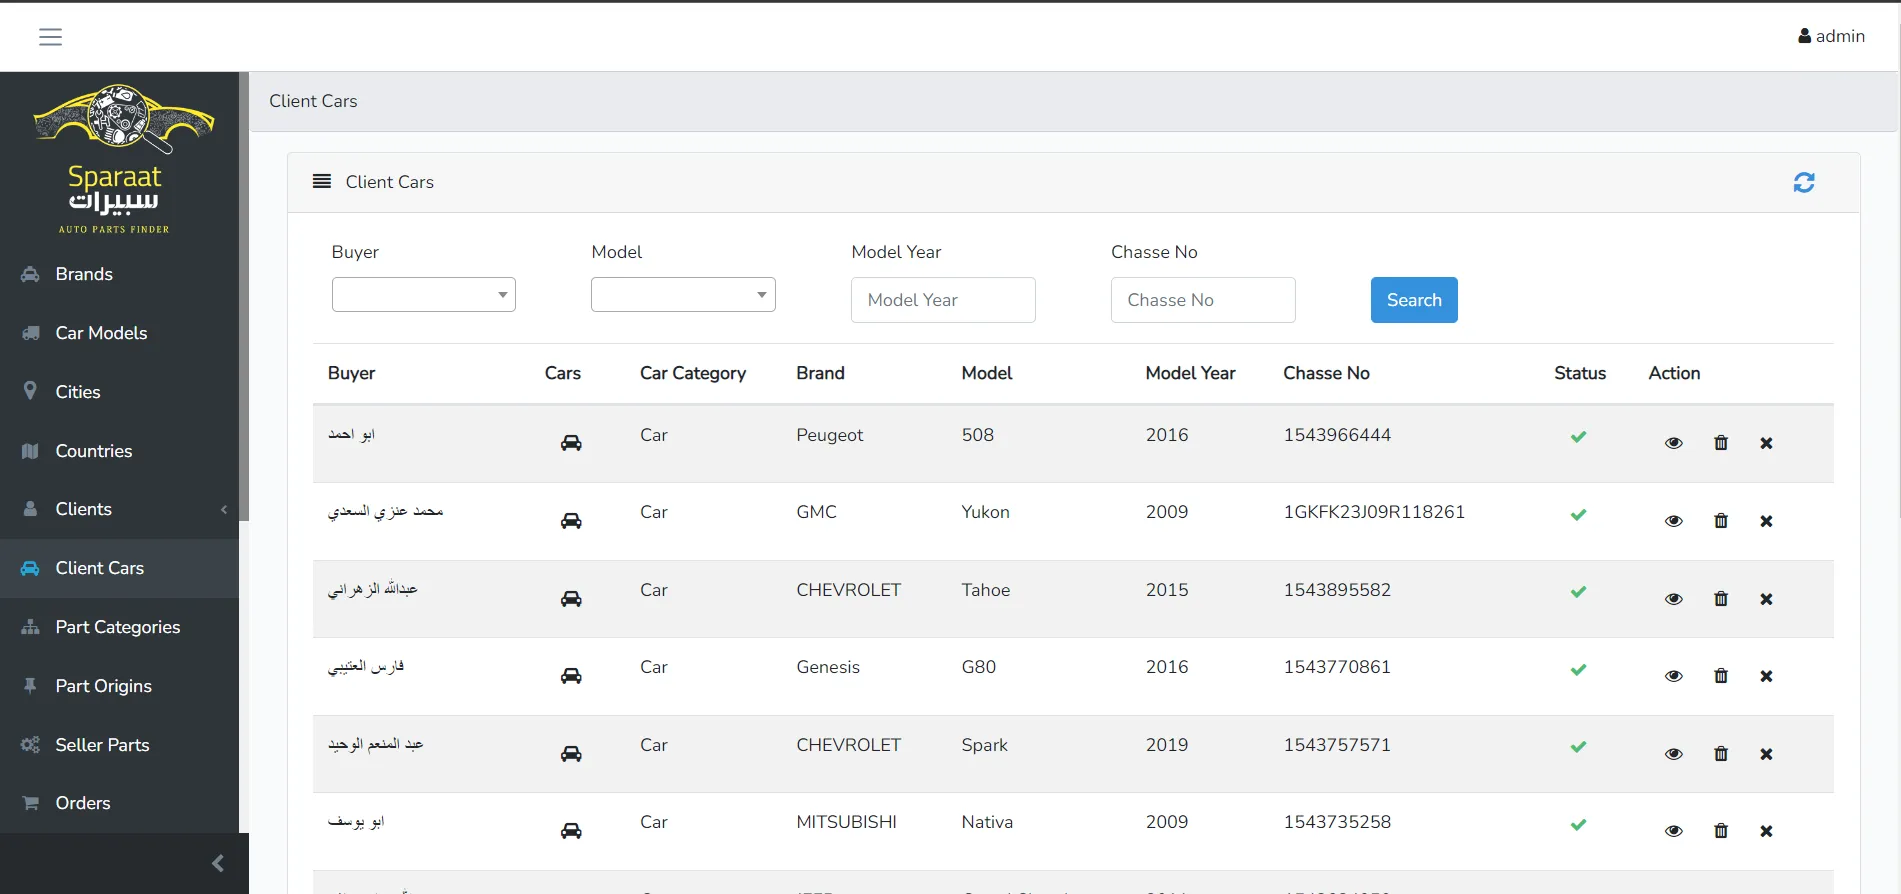 admin
Sparaat
سبيرات
AUTO PARTS FINDER
Brands
Car Models
Cities
Countries
Clients
Client Cars
Part Categories
Part Origins
Seller Parts
Orders
Client Cars
Client Cars
Buyer Model Model Year Chasse No
Model Year Chasse No Search
Buyer Cars Car Category Brand Model Model Year Chasse No Status Action
ابو احمد Car Peugeot 508 2016 1543966444
محمد عنزي السعدي Car GMC Yukon 2009 1GKFK23J09R118261
عبدالله الزهراني Car CHEVROLET Tahoe 2015 1543895582
فارس العتيبي Car Genesis G80 2016 1543770861
عبد المنعم الوحيد Car CHEVROLET Spark 2019 1543757571
ابو يوسف Car MITSUBISHI Nativa 2009 1543735258